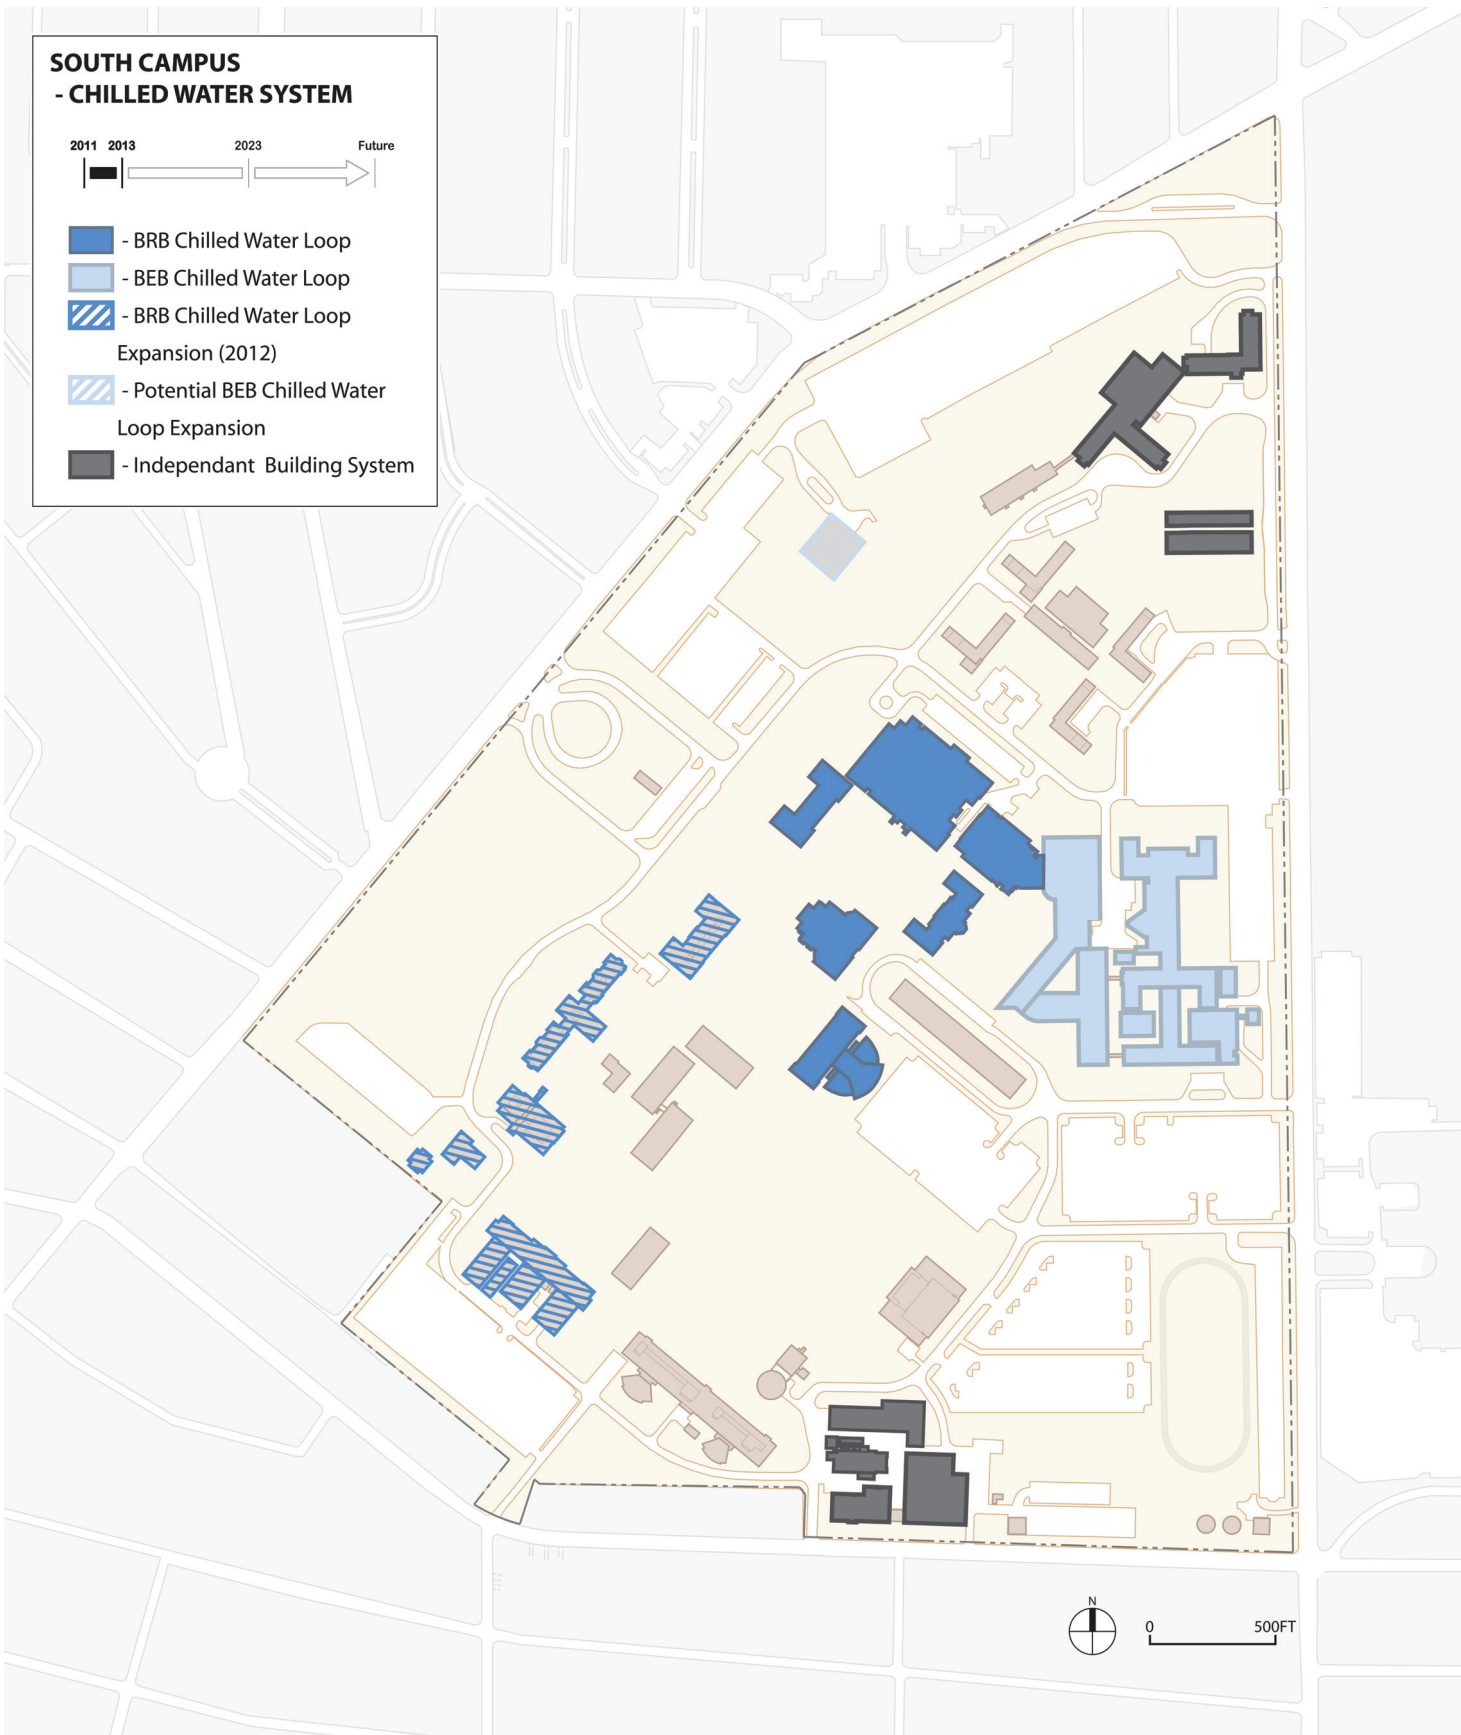 SOUTH CAMPUS
- CHILLED WATER SYSTEM
2011 2013 2023 Future
- BRB Chilled Water Loop
- BEB Chilled Water Loop
- BRB Chilled Water Loop
Expansion (2012)
- Potential BEB Chilled Water
Loop Expansion
- Independant Building System
N
0 500FT